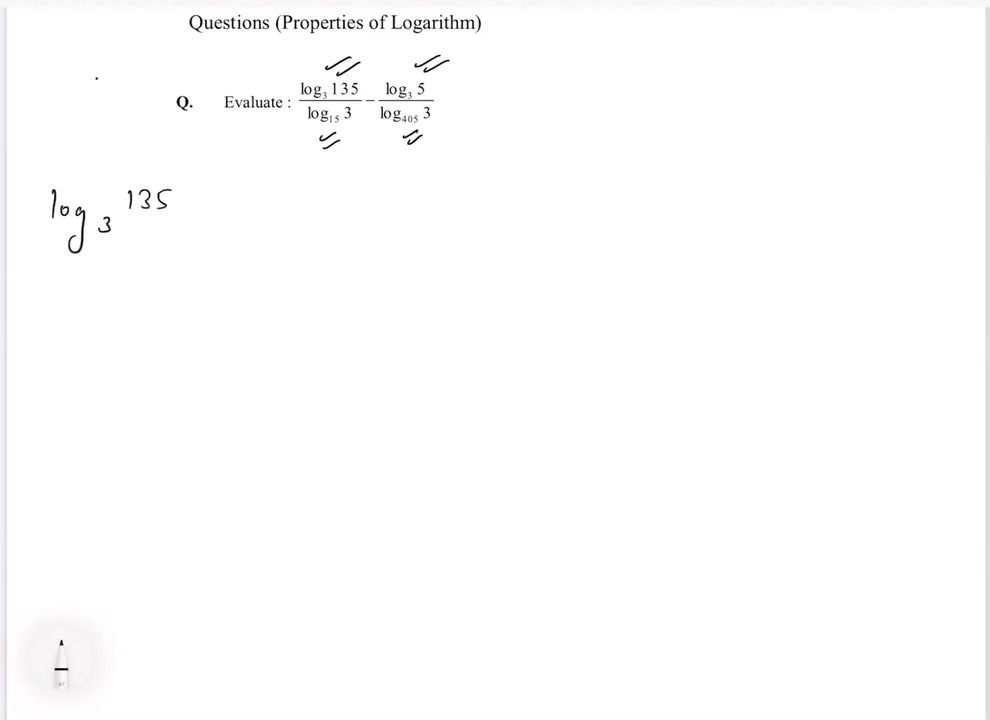 Questions (Properties of Logarithm)
Q. Evaluate : log₃ 135 / log₁₅ 3 − log₃ 5 / log₄₀₅ 3
log₃ 135